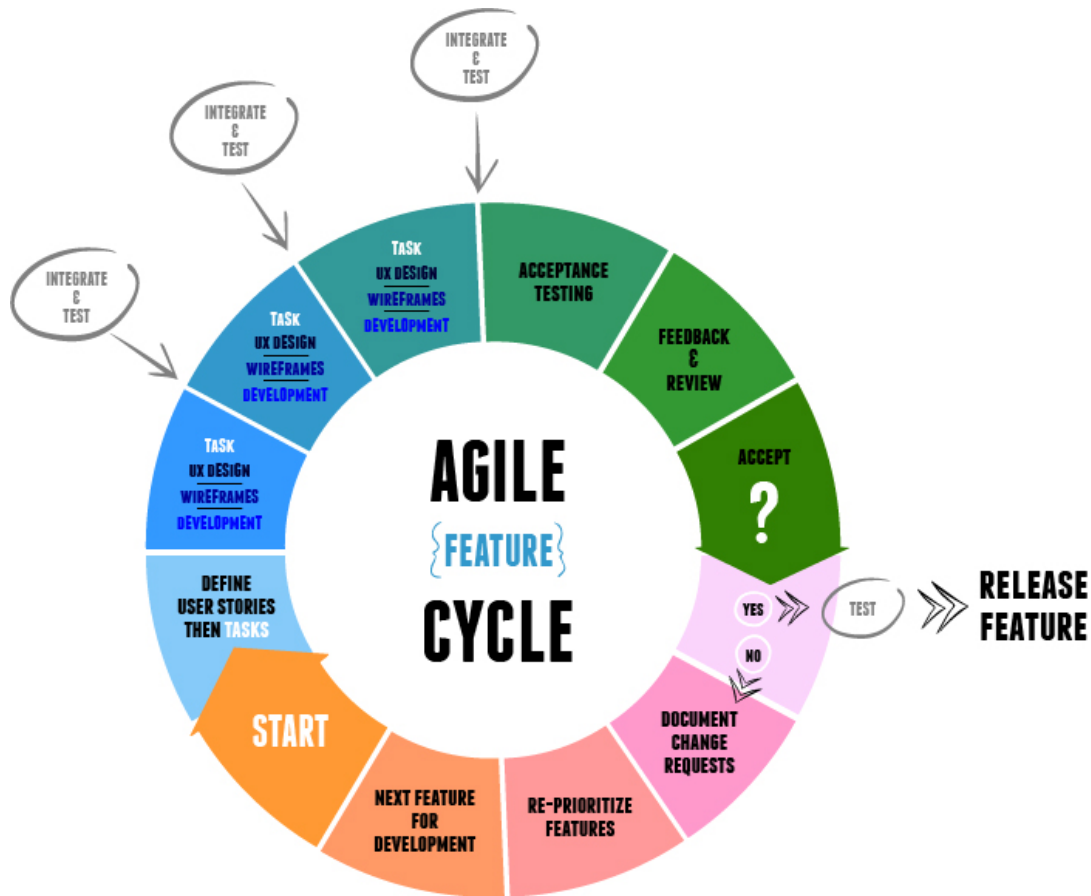 INTEGRATE
&
TEST
INTEGRATE
&
TEST
INTEGRATE
&
TEST
TASK
UX DESIGN
WIREFRAMES
DEVELOPMENT
TASK
UX DESIGN
WIREFRAMES
DEVELOPMENT
TASK
UX DESIGN
WIREFRAMES
DEVELOPMENT
ACCEPTANCE
TESTING
FEEDBACK
&
REVIEW
ACCEPT
?
YES
TEST
RELEASE
FEATURE
NO
DOCUMENT
CHANGE
REQUESTS
RE-PRIORITIZE
FEATURES
NEXT FEATURE
FOR
DEVELOPMENT
START
DEFINE
USER STORIES
THEN TASKS
AGILE
{FEATURE}
CYCLE